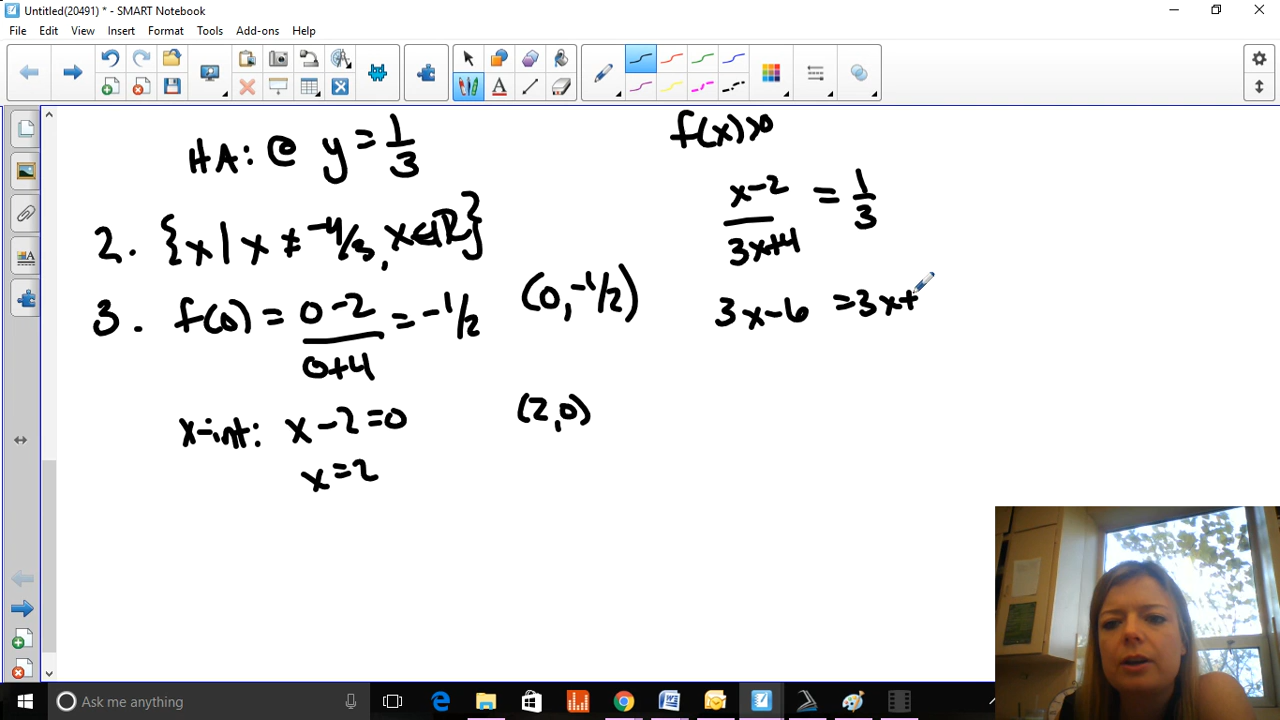 Untitled(20491) * - SMART Notebook
File Edit View Insert Format Tools Add-ons Help
HA: @ y = 1/3
2. {x | x ≠ -4/3, x ∈ ℝ}
3. f(0) = 0-2/0+4 = -1/2 (0, -1/2)
x-int: x-2=0 (2,0)
x=2
f(x)>0
x-2/3x+4 = 1/3
3x-6 =3x+
Ask me anything